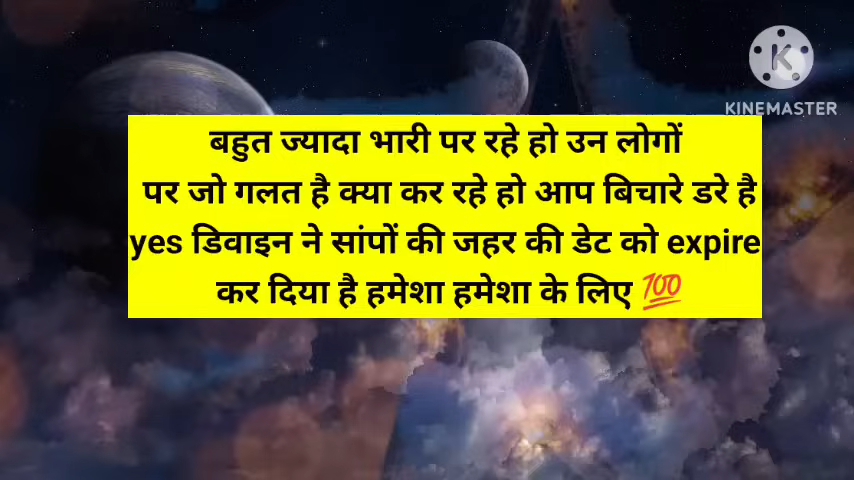 KINEMASTER
बहुत ज्यादा भारी पर रहे हो उन लोगों
पर जो गलत है क्या कर रहे हो आप बिचारे डरे है
yes डिवाइन ने सांपों की जहर की डेट को expire
कर दिया है हमेशा हमेशा के लिए 💯